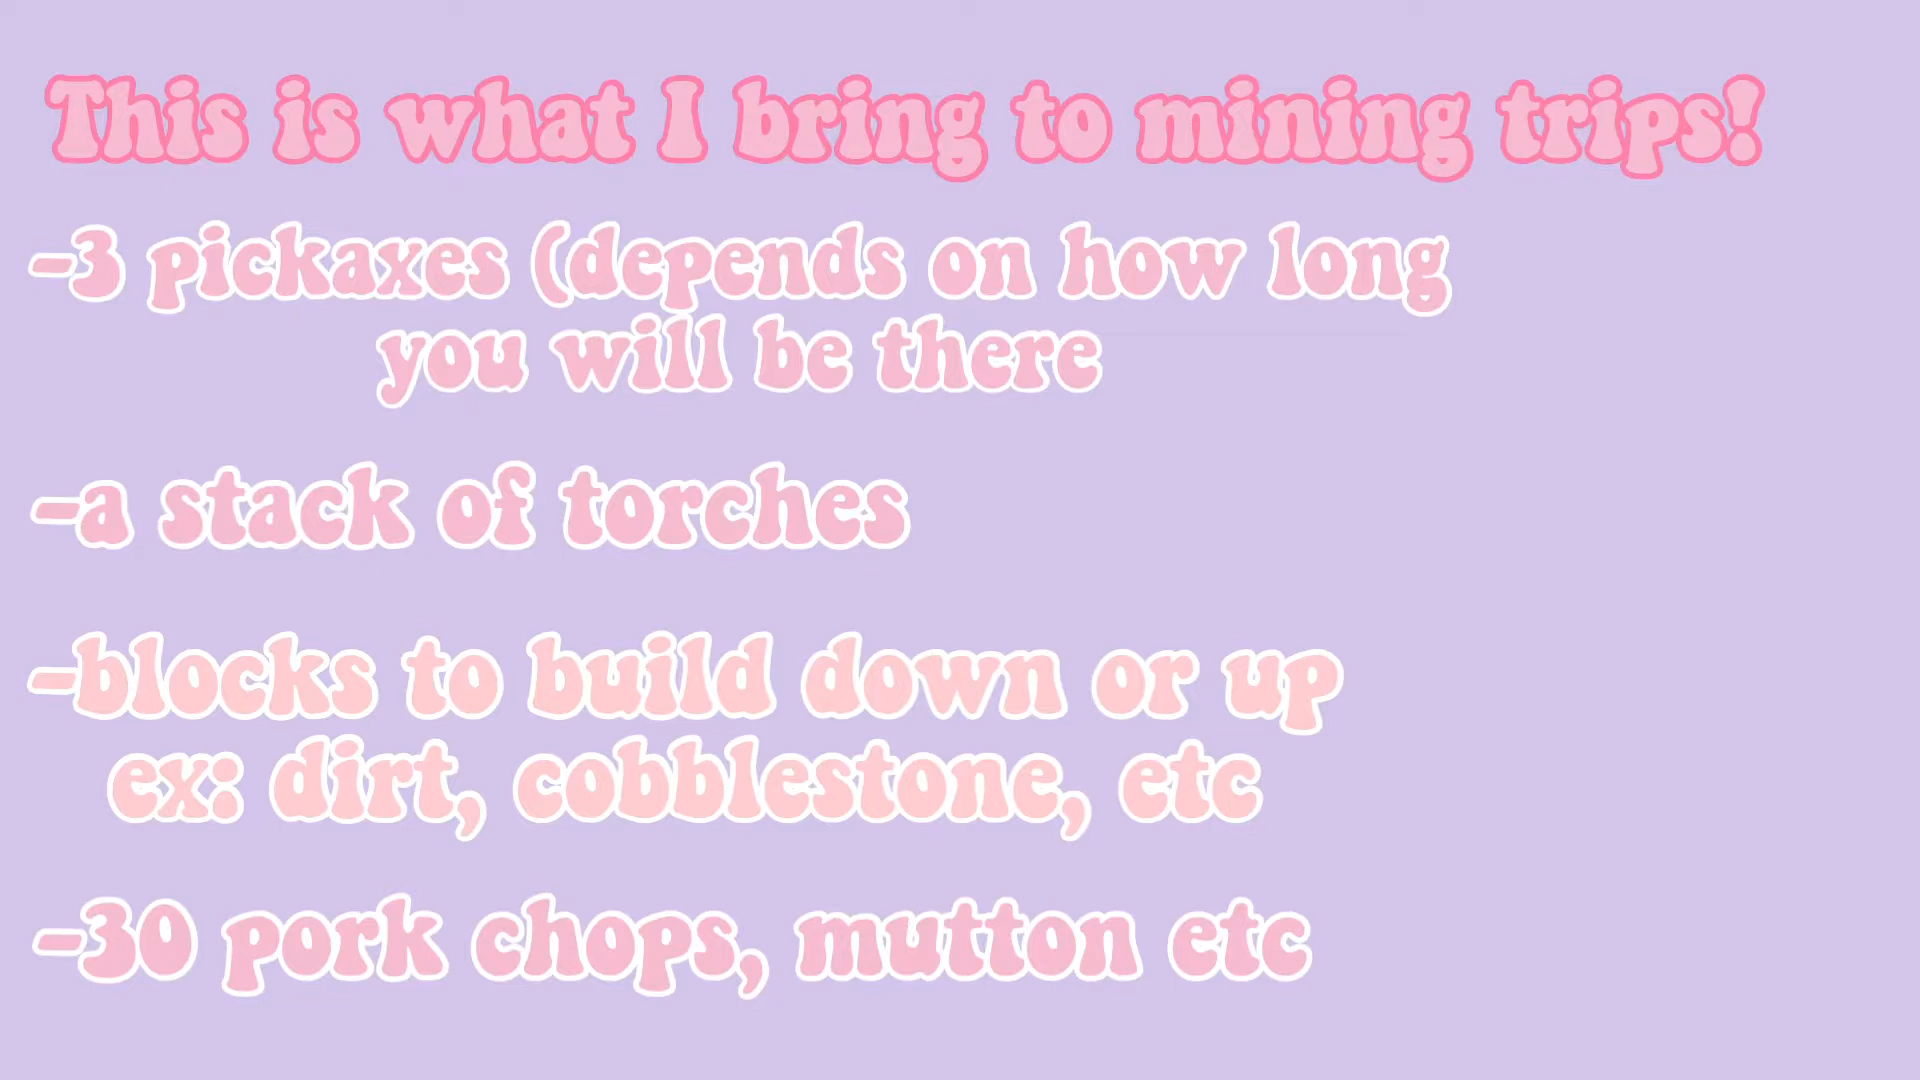 This is what I bring to mining trips!
-3 pickaxes (depends on how long
you will be there
-a stack of torches
-blocks to build down or up
ex: dirt, cobblestone, etc
-30 pork chops, mutton etc